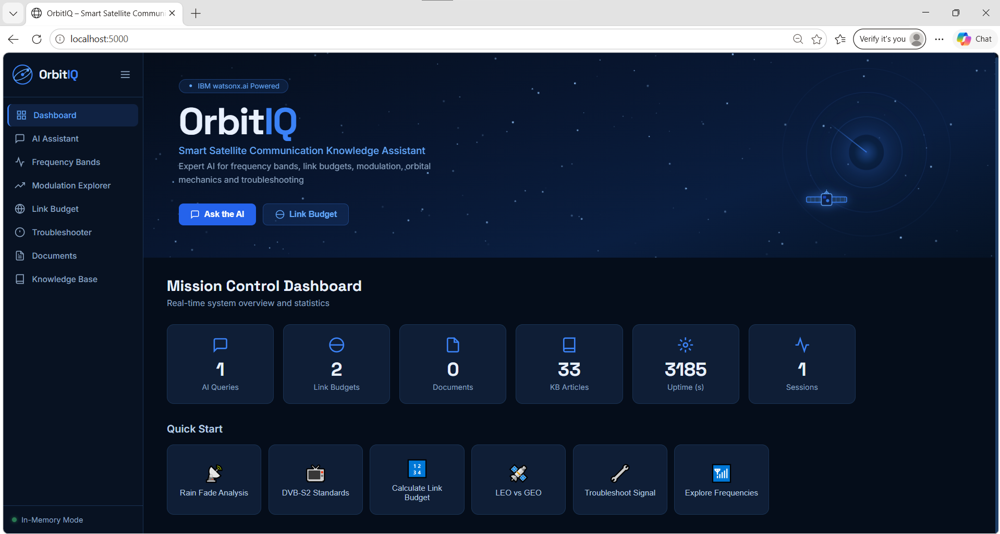 OrbitIQ – Smart Satellite Communi
localhost:5000
Verify it's you
Chat
OrbitIQ
Dashboard
AI Assistant
Frequency Bands
Modulation Explorer
Link Budget
Troubleshooter
Documents
Knowledge Base
In-Memory Mode
IBM watsonx.ai Powered
OrbitIQ
Smart Satellite Communication Knowledge Assistant
Expert AI for frequency bands, link budgets, modulation, orbital
mechanics and troubleshooting
Ask the AI
Link Budget
Mission Control Dashboard
Real-time system overview and statistics
1
AI Queries
2
Link Budgets
0
Documents
33
KB Articles
3185
Uptime (s)
1
Sessions
Quick Start
Rain Fade Analysis
DVB-S2 Standards
1 2
3 4
Calculate Link
Budget
LEO vs GEO
Troubleshoot Signal
Explore Frequencies